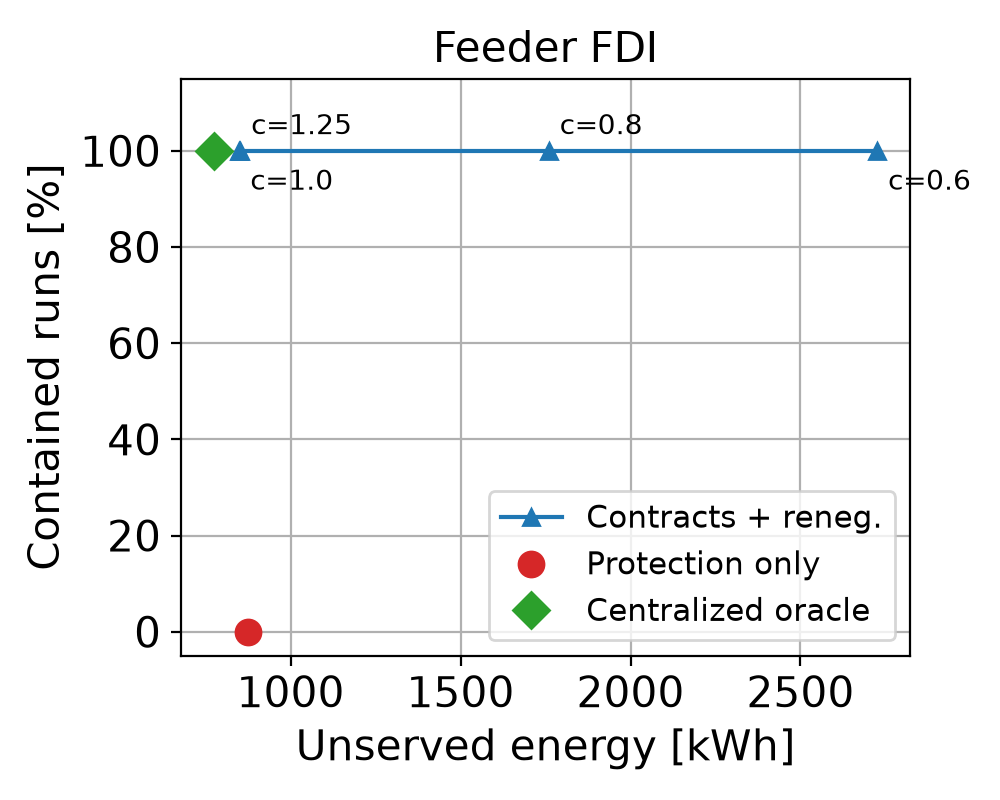 Feeder FDI
Contained runs [%]
100
80
60
40
20
0
c=1.25
c=0.8
c=1.0
c=0.6
Contracts + reneg.
Protection only
Centralized oracle
1000
1500
2000
2500
Unserved energy [kWh]